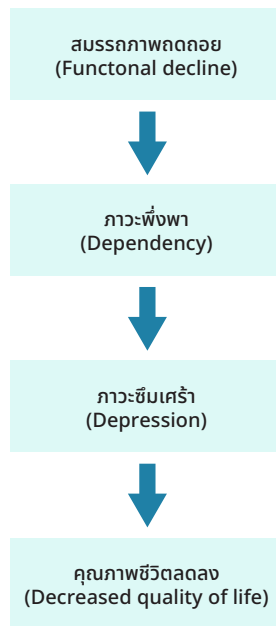 สมรรถภาพถดถอย
(Functonal decline)
ภาวะพึ่งพา
(Dependency)
ภาวะซึมเศร้า
(Depression)
คุณภาพชีวิตลดลง
(Decreased quality of life)